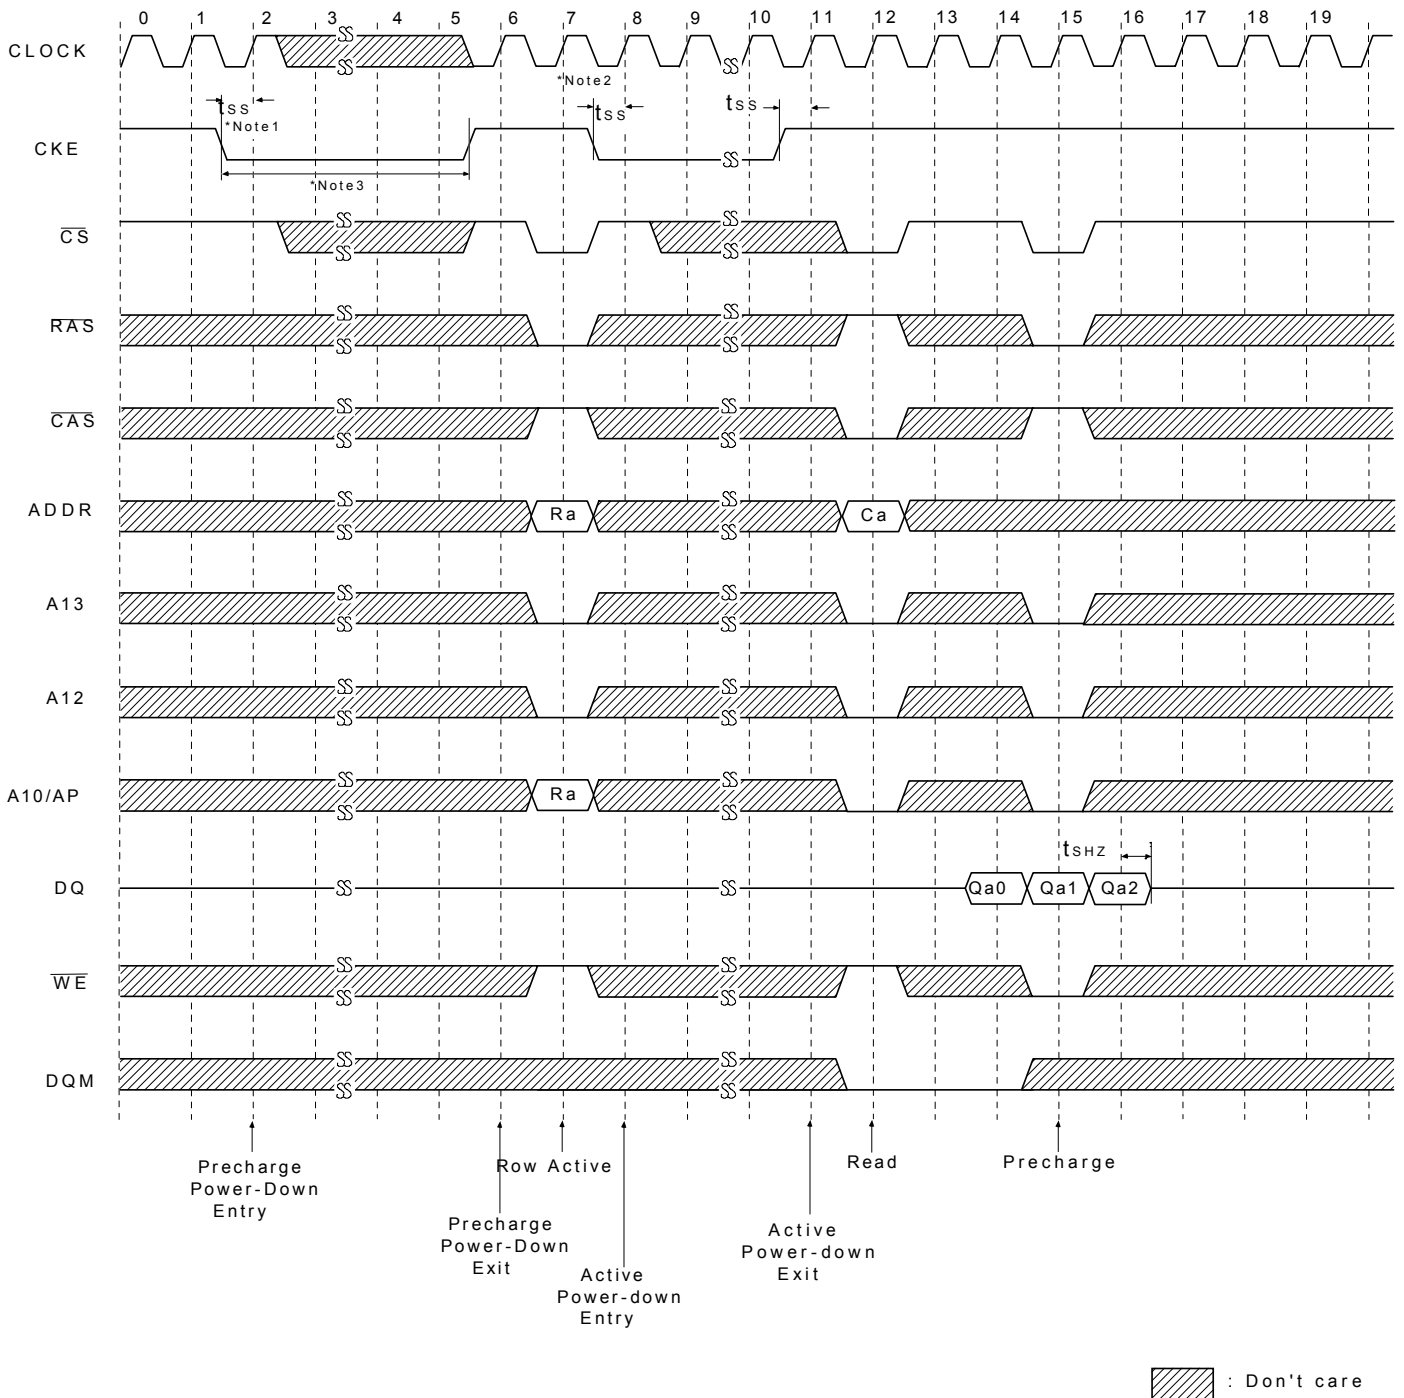 0 1 2 3 4 5 6 7 8 9 10 11 12 13 14 15 16 17 18 19
CLOCK
*Note2
tSS
tSS
tSS
*Note1
CKE
*Note3
CS
RAS
CAS
ADDR
Ra
Ca
A13
A12
A10/AP
Ra
tSHZ
DQ
Qa0
Qa1
Qa2
WE
DQM
Precharge
Power-Down
Entry
Row Active
Read
Precharge
Precharge
Power-Down
Exit
Active
Power-down
Exit
Active
Power-down
Entry
: Don't care